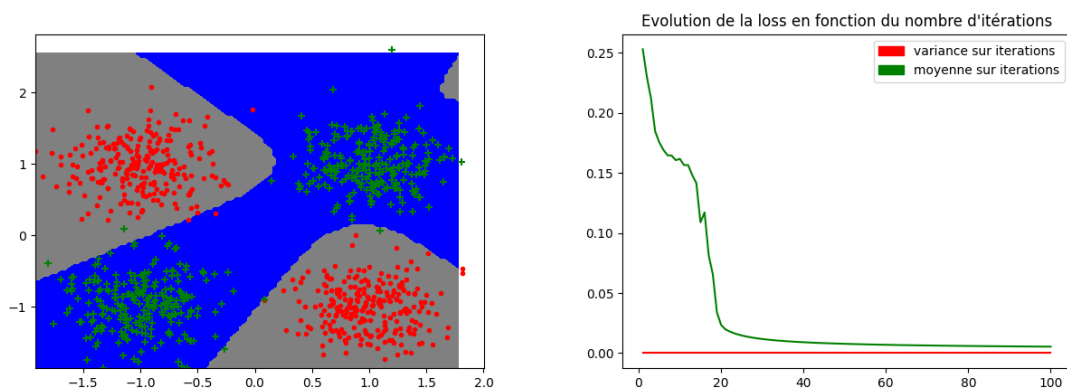 Evolution de la loss en fonction du nombre d'itérations
variance sur iterations
moyenne sur iterations
2
1
0
−1
−1.5 −1.0 −0.5 0.0 0.5 1.0 1.5 2.0
0.25
0.20
0.15
0.10
0.05
0.00
0 20 40 60 80 100